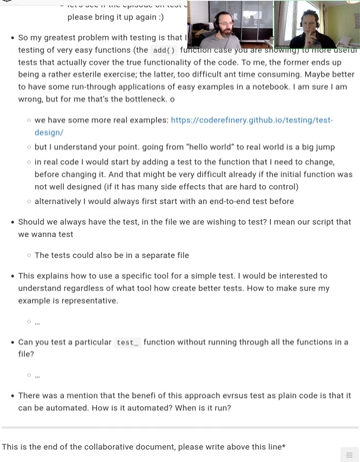 let's see if the episode on test
please bring it up again :)
So my greatest problem with testing is that I
testing of very easy functions (the add() function case you are showing) to more useful
tests that actually cover the true functionality of the code. To me, the former ends up
being a rather esterile exercise; the latter, too difficult ant time consuming. Maybe better
to have some run-through applications of easy examples in a notebook. I am sure I am
wrong, but for me that's the bottleneck. o
we have some more real examples: https://coderefinery.github.io/testing/test-
design/
but I understand your point. going from "hello world" to real world is a big jump
in real code I would start by adding a test to the function that I need to change,
before changing it. And that might be very difficult already if the initial function was
not well designed (if it has many side effects that are hard to control)
alternatively I would always first start with an end-to-end test before
Should we always have the test, in the file we are wishing to test? I mean our script that
we wanna test
The tests could also be in a separate file
This explains how to use a specific tool for a simple test. I would be interested to
understand regardless of what tool how create better tests. How to make sure my
example is representative.
...
Can you test a particular test_ function without running through all the functions in a
file?
...
There was a mention that the benefi of this approach evrsus test as plain code is that it
can be automated. How is it automated? When is it run?
This is the end of the collaborative document, please write above this line*